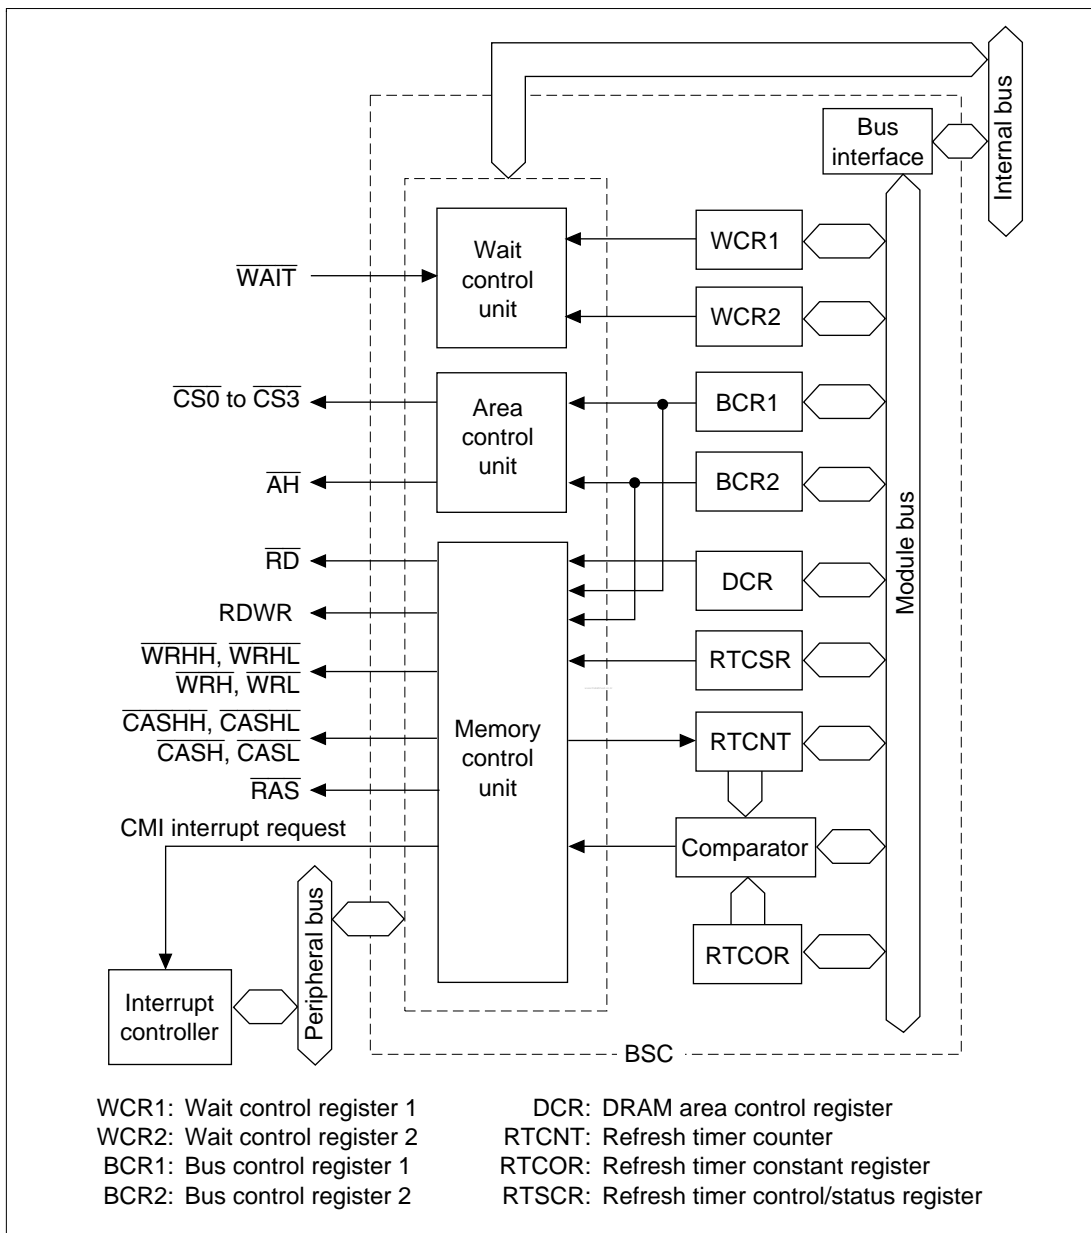 Internal bus
Bus
interface
Wait
control
unit
WCR1
WAIT
WCR2
CS0 to CS3
Area
control
unit
BCR1
AH
BCR2
RD
DCR
Module bus
RDWR
WRHH, WRHL
WRH, WRL
RTCSR
CASHH, CASHL
CASH, CASL
Memory
control
unit
RTCNT
RAS
CMI interrupt request
Comparator
Peripheral bus
RTCOR
Interrupt
controller
BSC
WCR1: Wait control register 1
WCR2: Wait control register 2
BCR1: Bus control register 1
BCR2: Bus control register 2
DCR: DRAM area control register
RTCNT: Refresh timer counter
RTCOR: Refresh timer constant register
RTSCR: Refresh timer control/status register